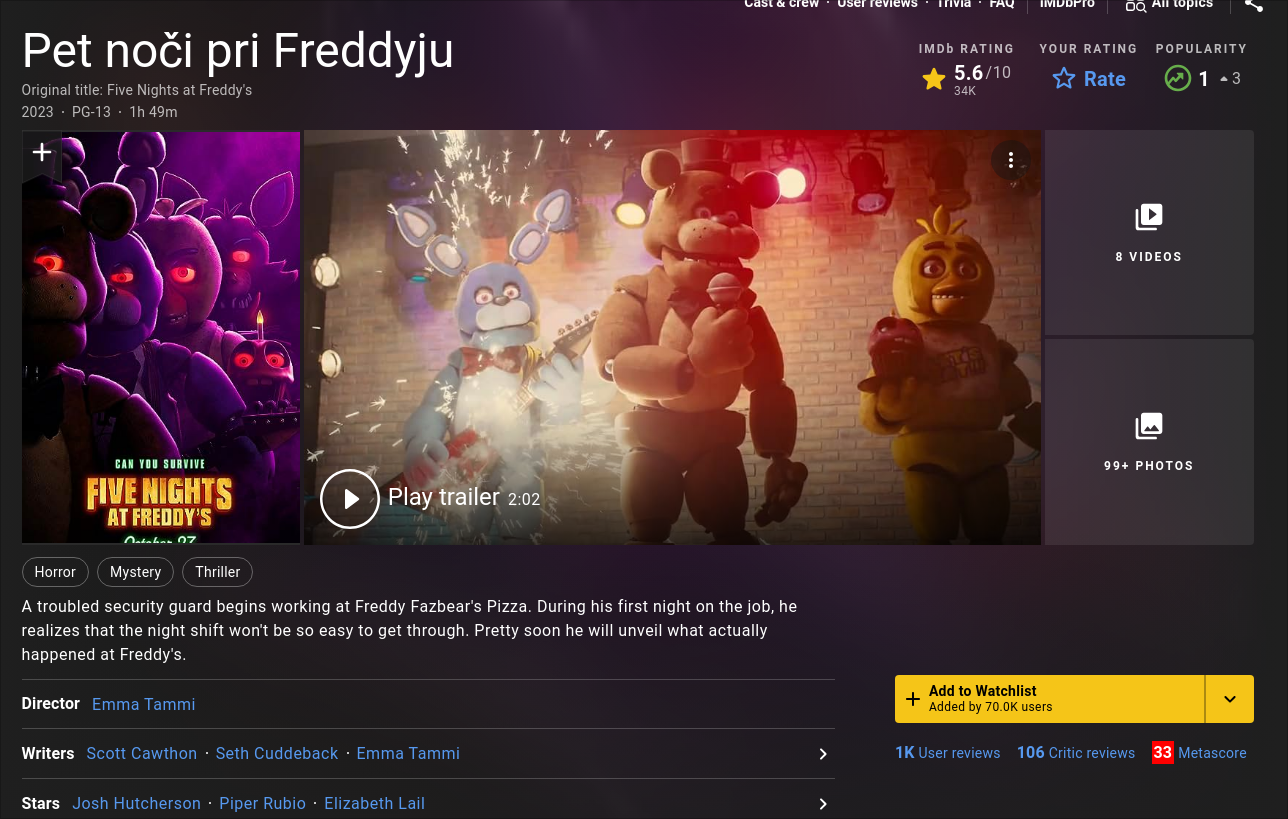 Cast & crew · User reviews · Trivia · FAQ IMDbPro All topics
Pet noči pri Freddyju
Original title: Five Nights at Freddy's
2023 · PG-13 · 1h 49m
IMDb RATING
5.6/10
34K
YOUR RATING
Rate
POPULARITY
1 3
CAN YOU SURVIVE
FIVE NIGHTS
AT FREDDY'S
October 27
Play trailer 2:02
8 VIDEOS
99+ PHOTOS
Horror Mystery Thriller
A troubled security guard begins working at Freddy Fazbear's Pizza. During his first night on the job, he
realizes that the night shift won't be so easy to get through. Pretty soon he will unveil what actually
happened at Freddy's.
Director Emma Tammi
Writers Scott Cawthon · Seth Cuddeback · Emma Tammi
Stars Josh Hutcherson · Piper Rubio · Elizabeth Lail
Add to Watchlist
Added by 70.0K users
1K User reviews 106 Critic reviews 33 Metascore